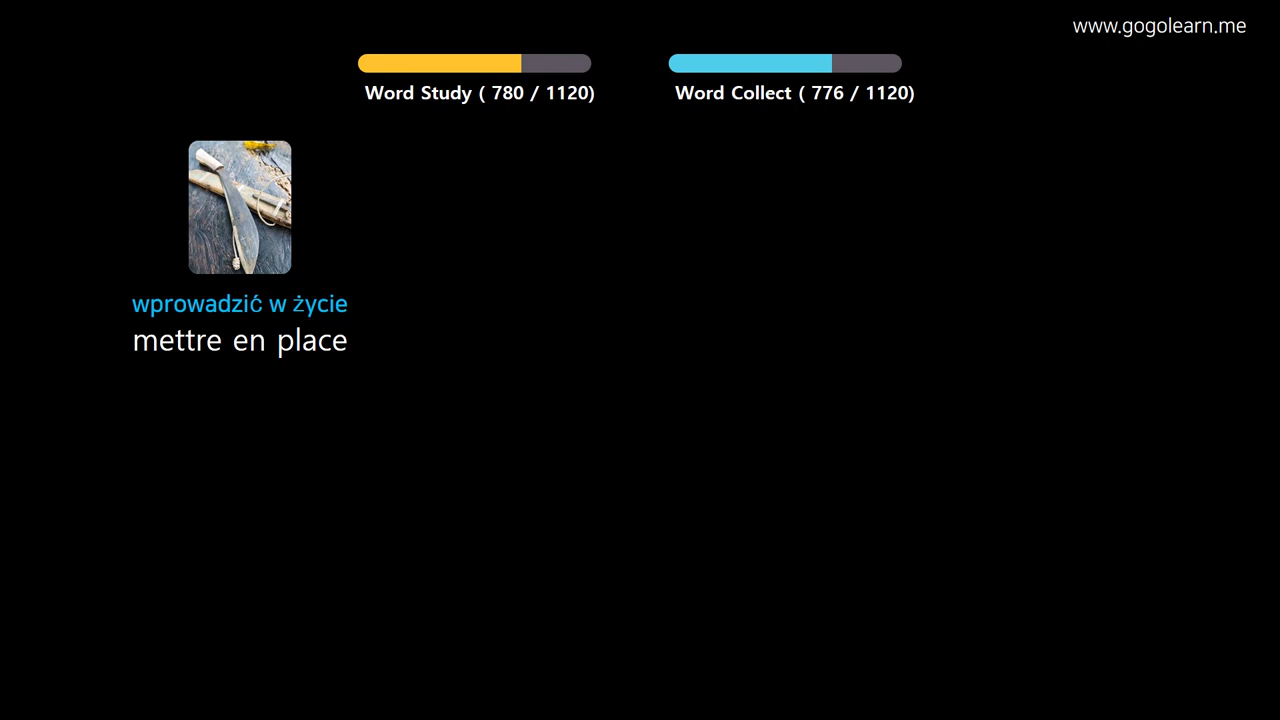 www.gogolearn.me
Word Study ( 780 / 1120)
Word Collect ( 776 / 1120)
wprowadzić w życie
mettre en place